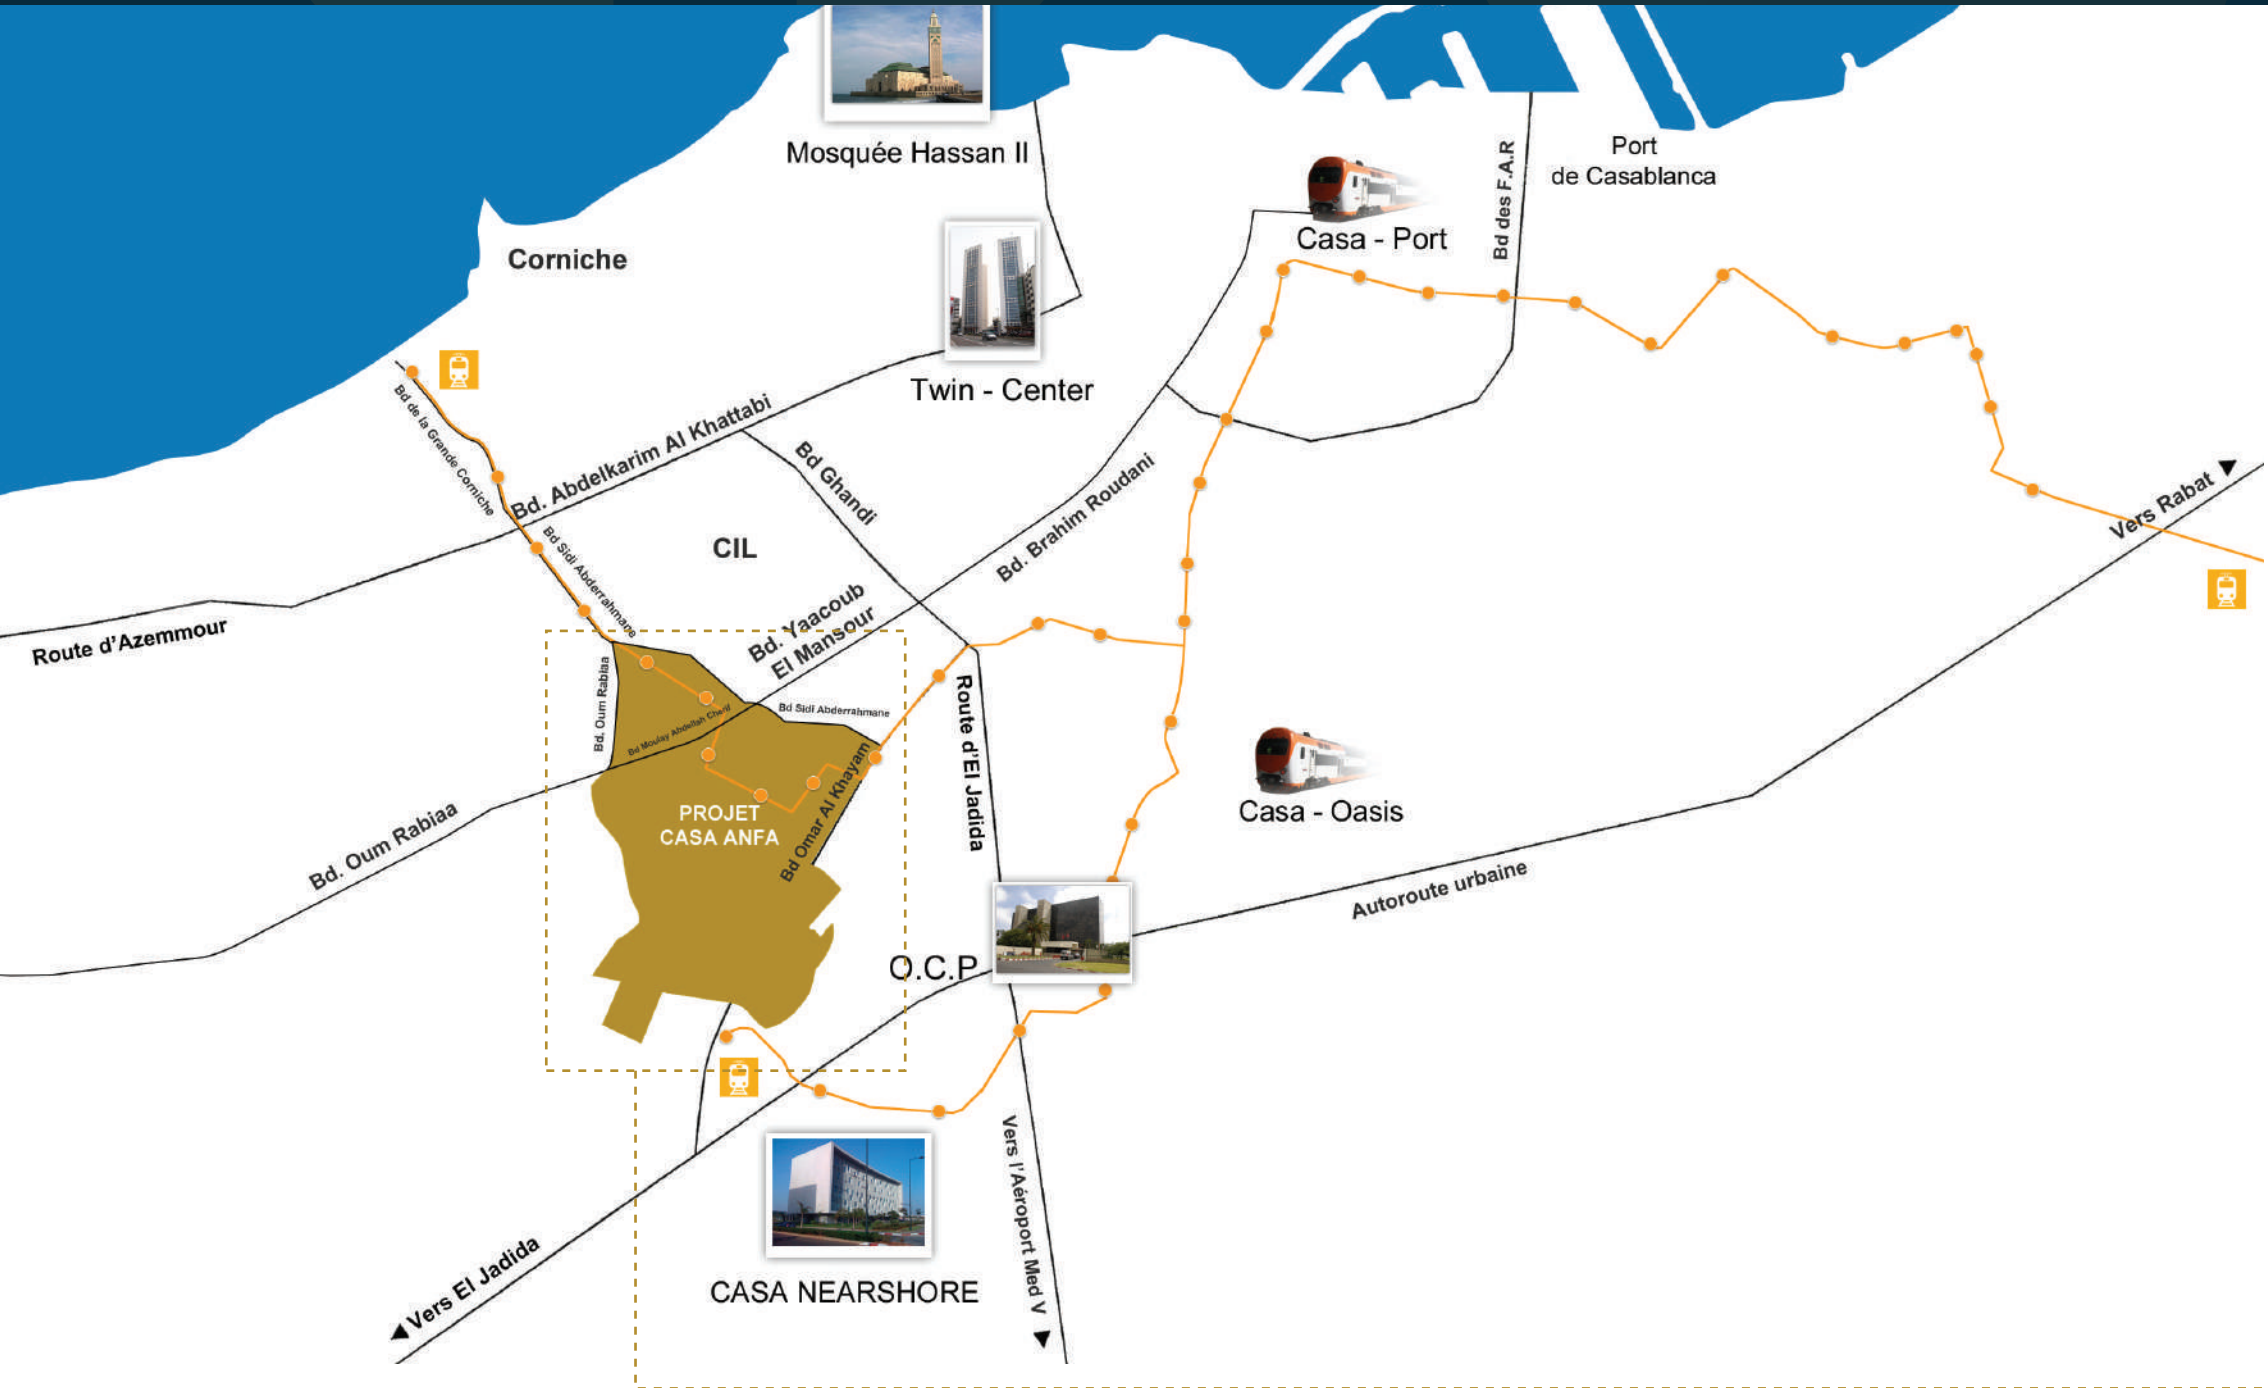 Mosquée Hassan II
Port
de Casablanca
Bd des F.A.R
Casa - Port
Corniche
Twin - Center
Bd de la Grande Corniche
Bd. Abdelkarim Al Khattabi
Bd Ghandi
Bd. Brahim Roudani
Vers Rabat
CIL
Bd Sidi Abderrahmane
Bd. Yaacoub
El Mansour
Route d'Azemmour
Bd. Oum Rabiaa
Bd Moulay Abdellah Cherif
Bd Sidi Abderrahmane
Route d'El Jadida
PROJET
CASA ANFA
Bd Omar Al Khayam
Casa - Oasis
Bd. Oum Rabiaa
Autoroute urbaine
O.C.P
Vers l'Aéroport Med V
Vers El Jadida
CASA NEARSHORE